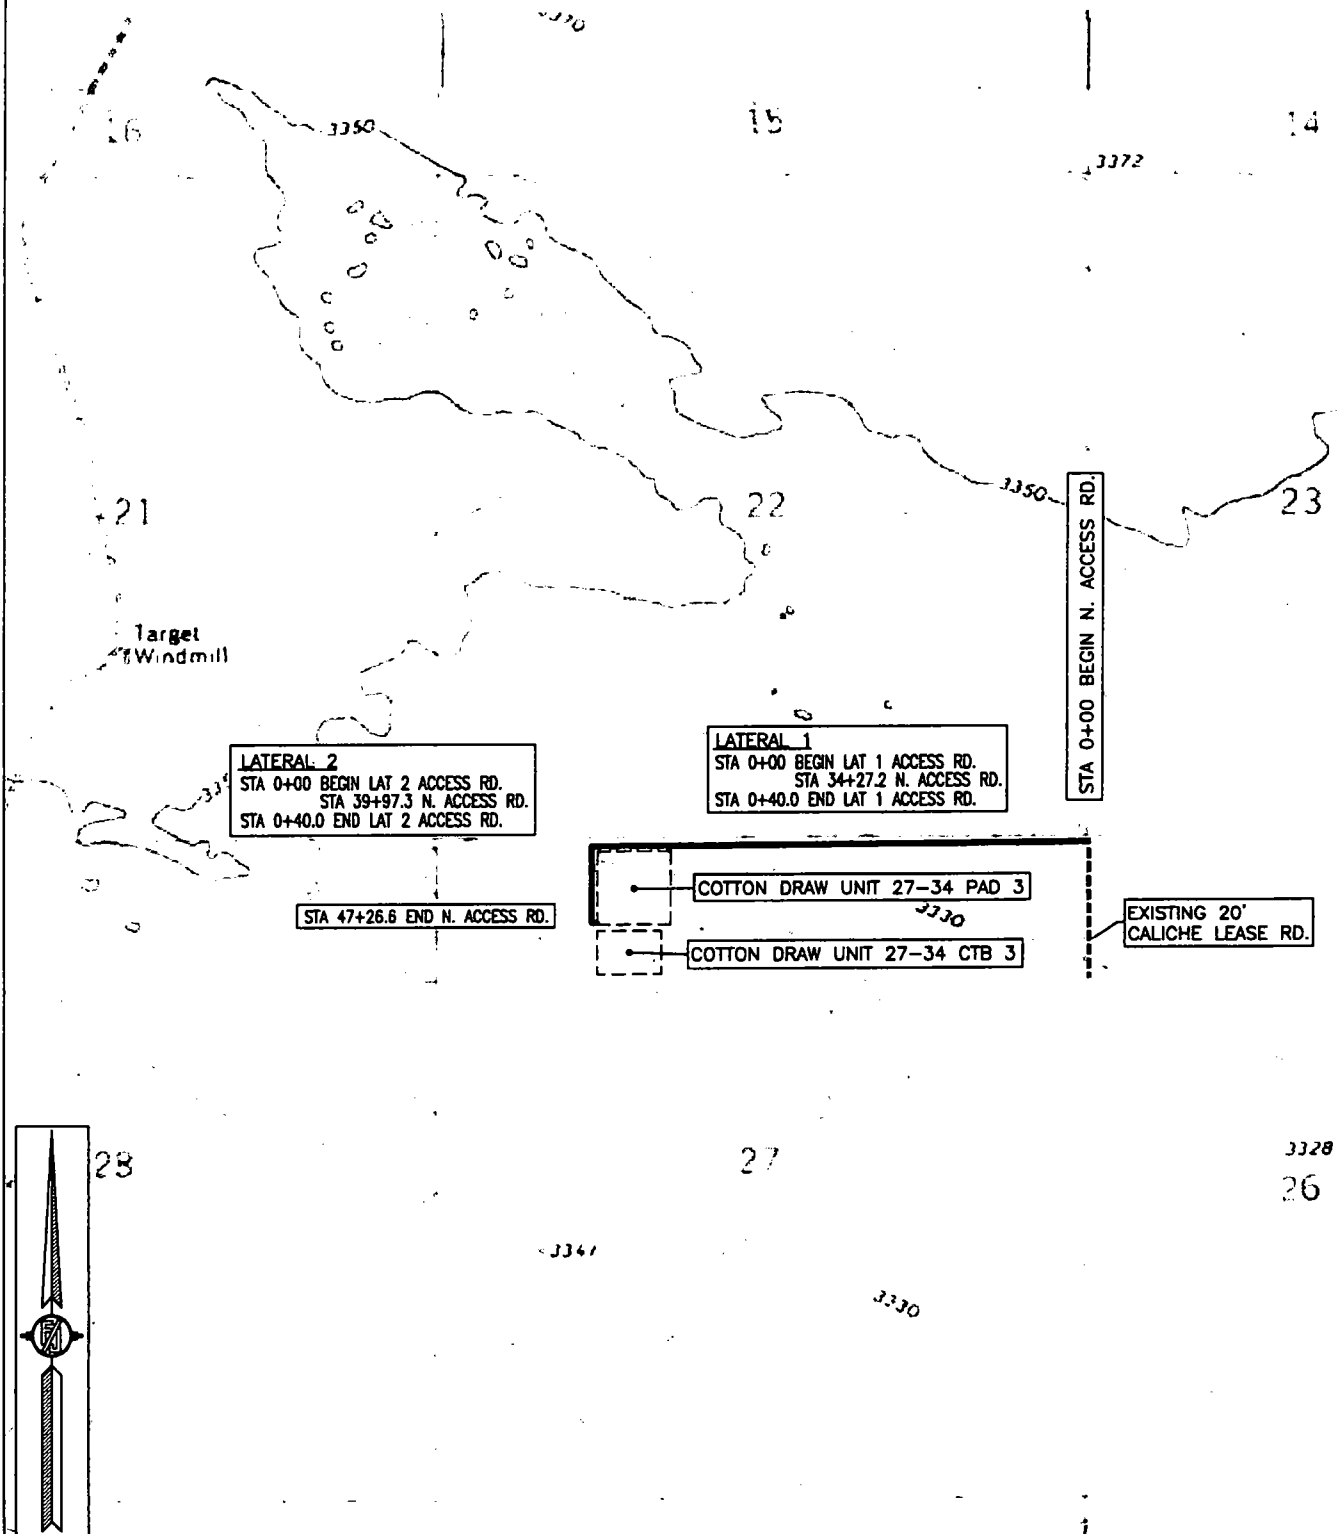 3370
16
15
14
3350
3372
21
22
3350
23
STA 0+00 BEGIN N. ACCESS RD.
Target
Windmill
LATERAL 2
STA 0+00 BEGIN LAT 2 ACCESS RD.
STA 39+97.3 N. ACCESS RD.
STA 0+40.0 END LAT 2 ACCESS RD.
LATERAL 1
STA 0+00 BEGIN LAT 1 ACCESS RD.
STA 34+27.2 N. ACCESS RD.
STA 0+40.0 END LAT 1 ACCESS RD.
COTTON DRAW UNIT 27-34 PAD 3
STA 47+26.6 END N. ACCESS RD.
3330
EXISTING 20'
CALICHE LEASE RD.
COTTON DRAW UNIT 27-34 CTB 3
28
27
3328
26
3347
3330